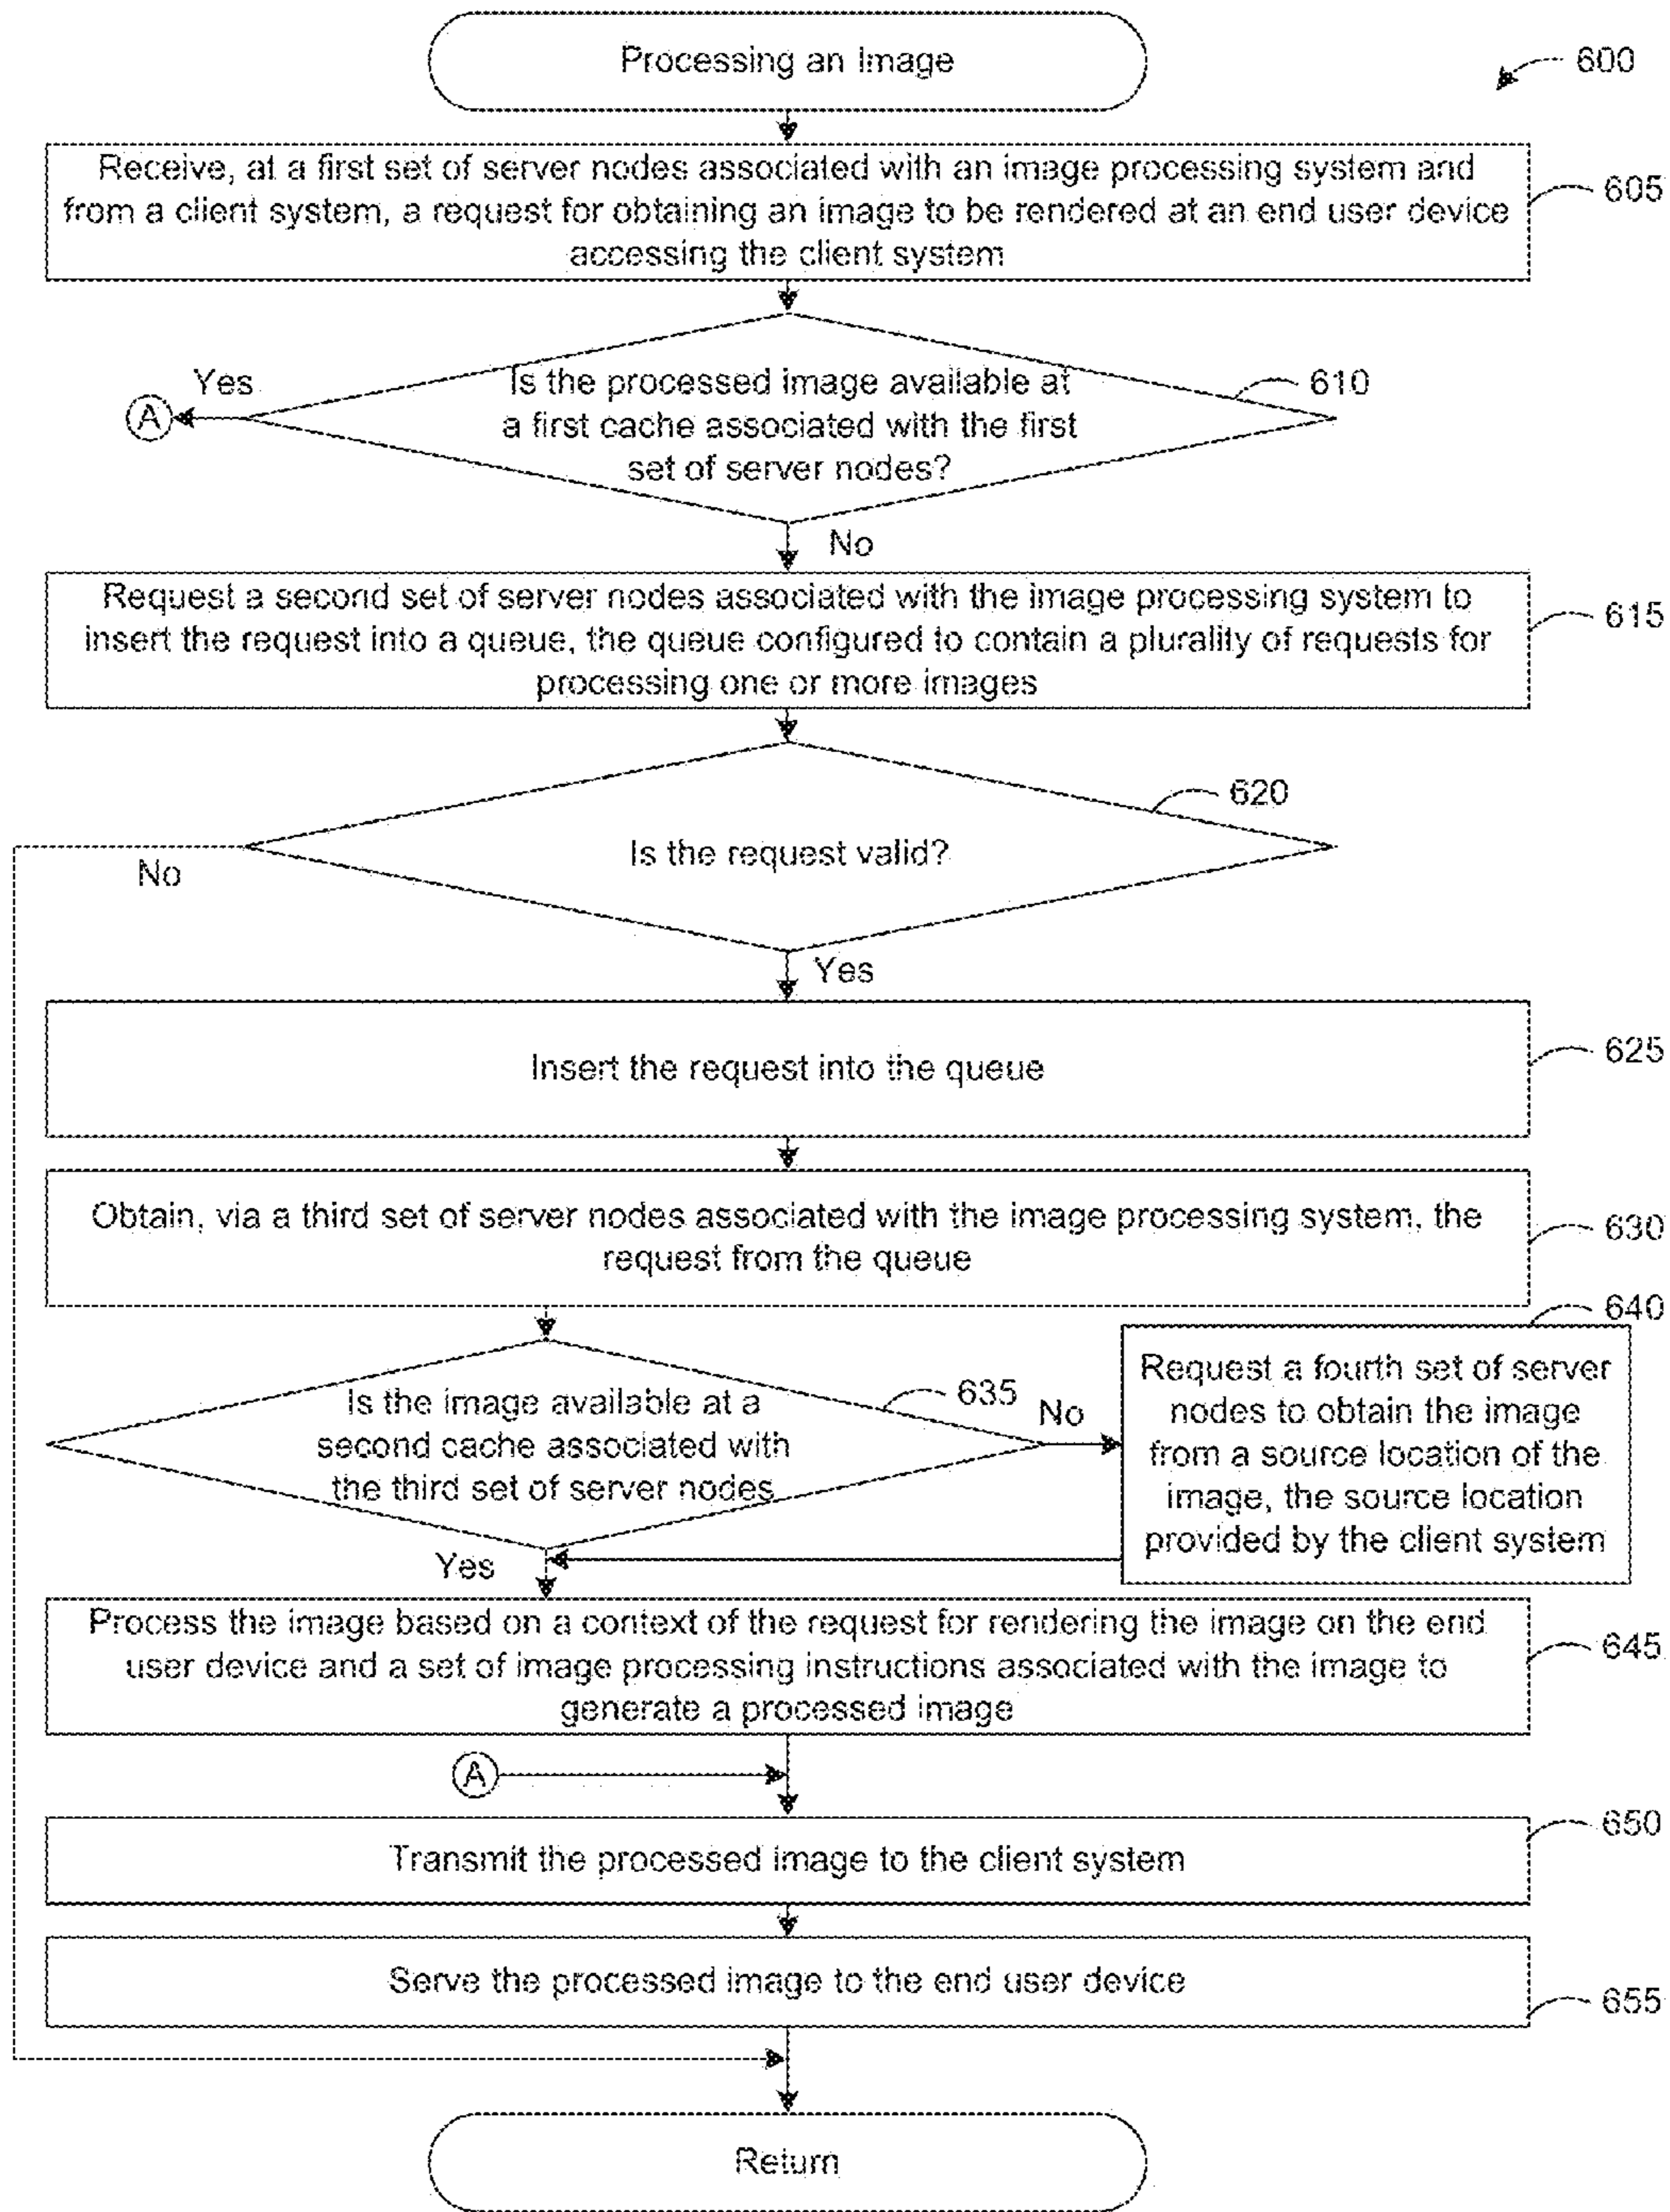 Processing an Image
600
Receive, at a first set of server nodes associated with an image processing system and
from a client system, a request for obtaining an image to be rendered at an end user device
accessing the client system
605
Yes
A
Is the processed image available at
a first cache associated with the first
set of server nodes?
610
No
Request a second set of server nodes associated with the image processing system to
insert the request into a queue, the queue configured to contain a plurality of requests for
processing one or more images
615
620
Is the request valid?
No
Yes
Insert the request into the queue
625
Obtain, via a third set of server nodes associated with the image processing system, the
request from the queue
630
640
Is the image available at a
second cache associated with
the third set of server nodes
635
No
Request a fourth set of server
nodes to obtain the image
from a source location of the
image, the source location
provided by the client system
Yes
Process the image based on a context of the request for rendering the image on the end
user device and a set of image processing instructions associated with the image to
generate a processed image
645
A
650
Transmit the processed image to the client system
Serve the processed image to the end user device
655
Return